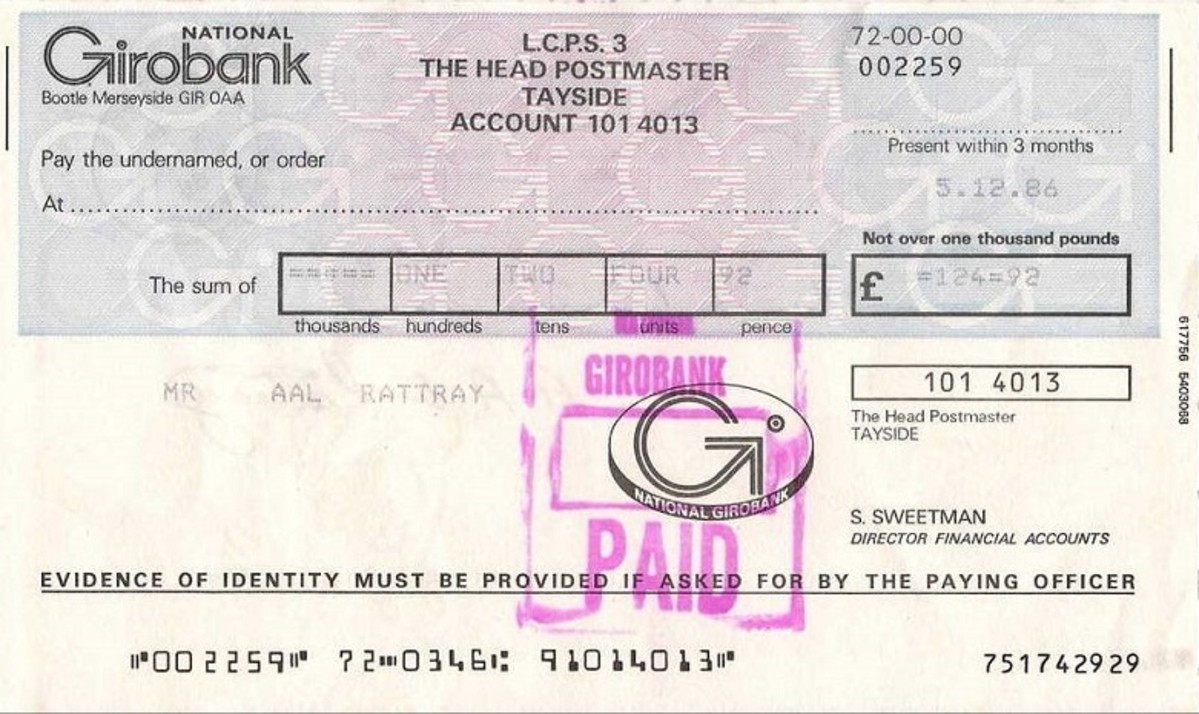 NATIONAL
Girobank
Bootle Merseyside GIR 0AA
L.C.P.S. 3
THE HEAD POSTMASTER
TAYSIDE
ACCOUNT 101 4013
72-00-00
002259
Present within 3 months
5.12.86
Pay the undernamed, or order
At
Not over one thousand pounds
The sum of
===== ONE TWO FOUR 92
£ =124=92
thousands hundreds tens units pence
MR AAL RATTRAY
GIROBANK
G
NATIONAL GIROBANK
PAID
101 4013
The Head Postmaster
TAYSIDE
S. SWEETMAN
DIRECTOR FINANCIAL ACCOUNTS
617756 5403068
EVIDENCE OF IDENTITY MUST BE PROVIDED IF ASKED FOR BY THE PAYING OFFICER
⑈002259⑈ 72⑉0346⑆ 91014013⑈ 751742929